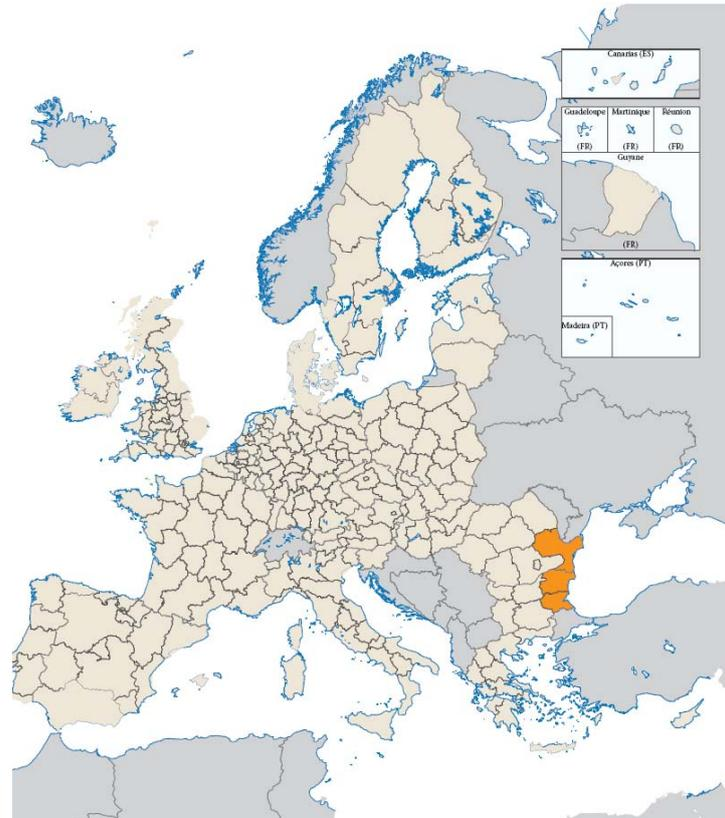 Canarias (ES)
Guadeloupe
Martinique
Réunion
(FR)
(FR)
(FR)
Guyane
(FR)
Açores (PT)
Madeira (PT)